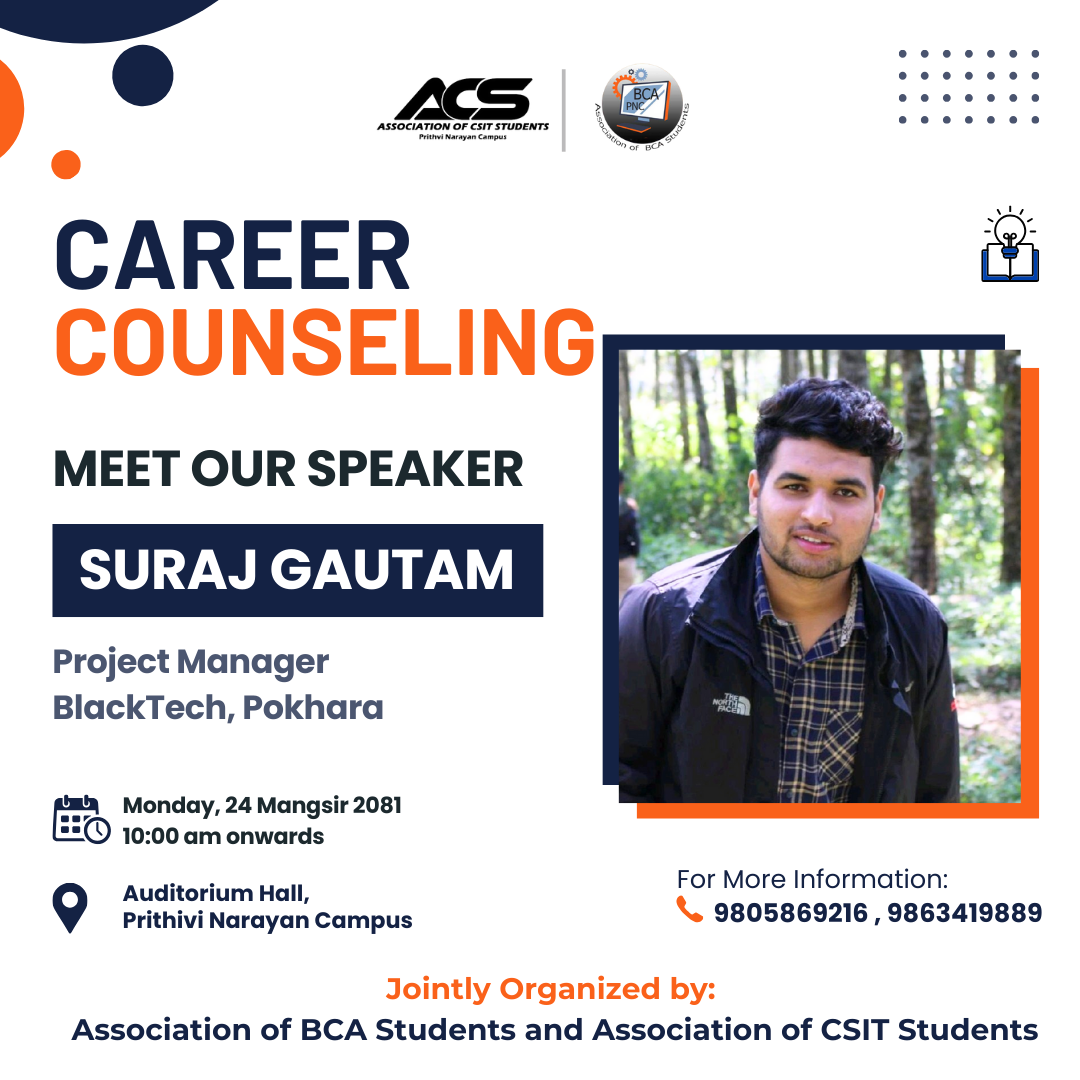 ACS
ASSOCIATION OF CSIT STUDENTS
Prithvi Narayan Campus
BCA
PNC
Association of BCA Students
CAREER
COUNSELING
MEET OUR SPEAKER
SURAJ GAUTAM
Project Manager
BlackTech, Pokhara
THE
NORTH
FACE
Monday, 24 Mangsir 2081
10:00 am onwards
Auditorium Hall,
Prithivi Narayan Campus
For More Information:
9805869216 , 9863419889
Jointly Organized by:
Association of BCA Students and Association of CSIT Students